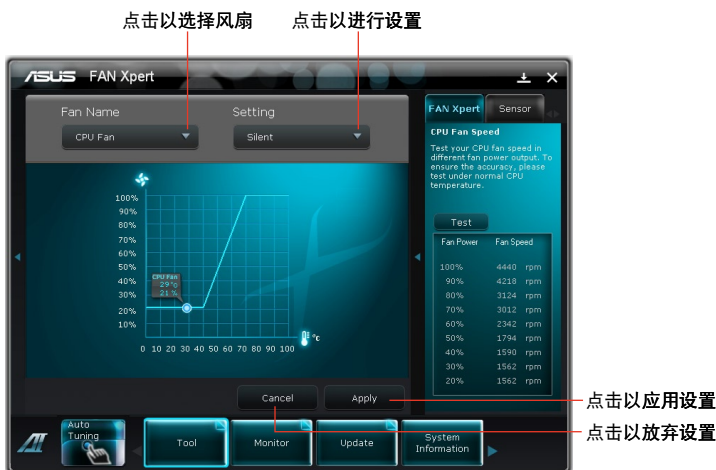 点击以选择风扇
点击以进行设置
ASUS FAN Xpert
Fan Name
Setting
CPU Fan
Silent
100%
90%
80%
70%
60%
50%
40%
30%
20%
10%
CPU Fan
29°c
21 %
°c
0 10 20 30 40 50 60 70 80 90 100
Cancel
Apply
FAN Xpert
Sensor
CPU Fan Speed
Test your CPU fan speed in
different fan power output. To
ensure the accuracy, please
test under normal CPU
temperature.
Test
Fan Power Fan Speed
100% 4440 rpm
90% 4218 rpm
80% 3124 rpm
70% 3012 rpm
60% 2342 rpm
50% 1794 rpm
40% 1590 rpm
30% 1562 rpm
20% 1562 rpm
点击以应用设置
点击以放弃设置
Auto
Tuning
Tool
Monitor
Update
System
Information